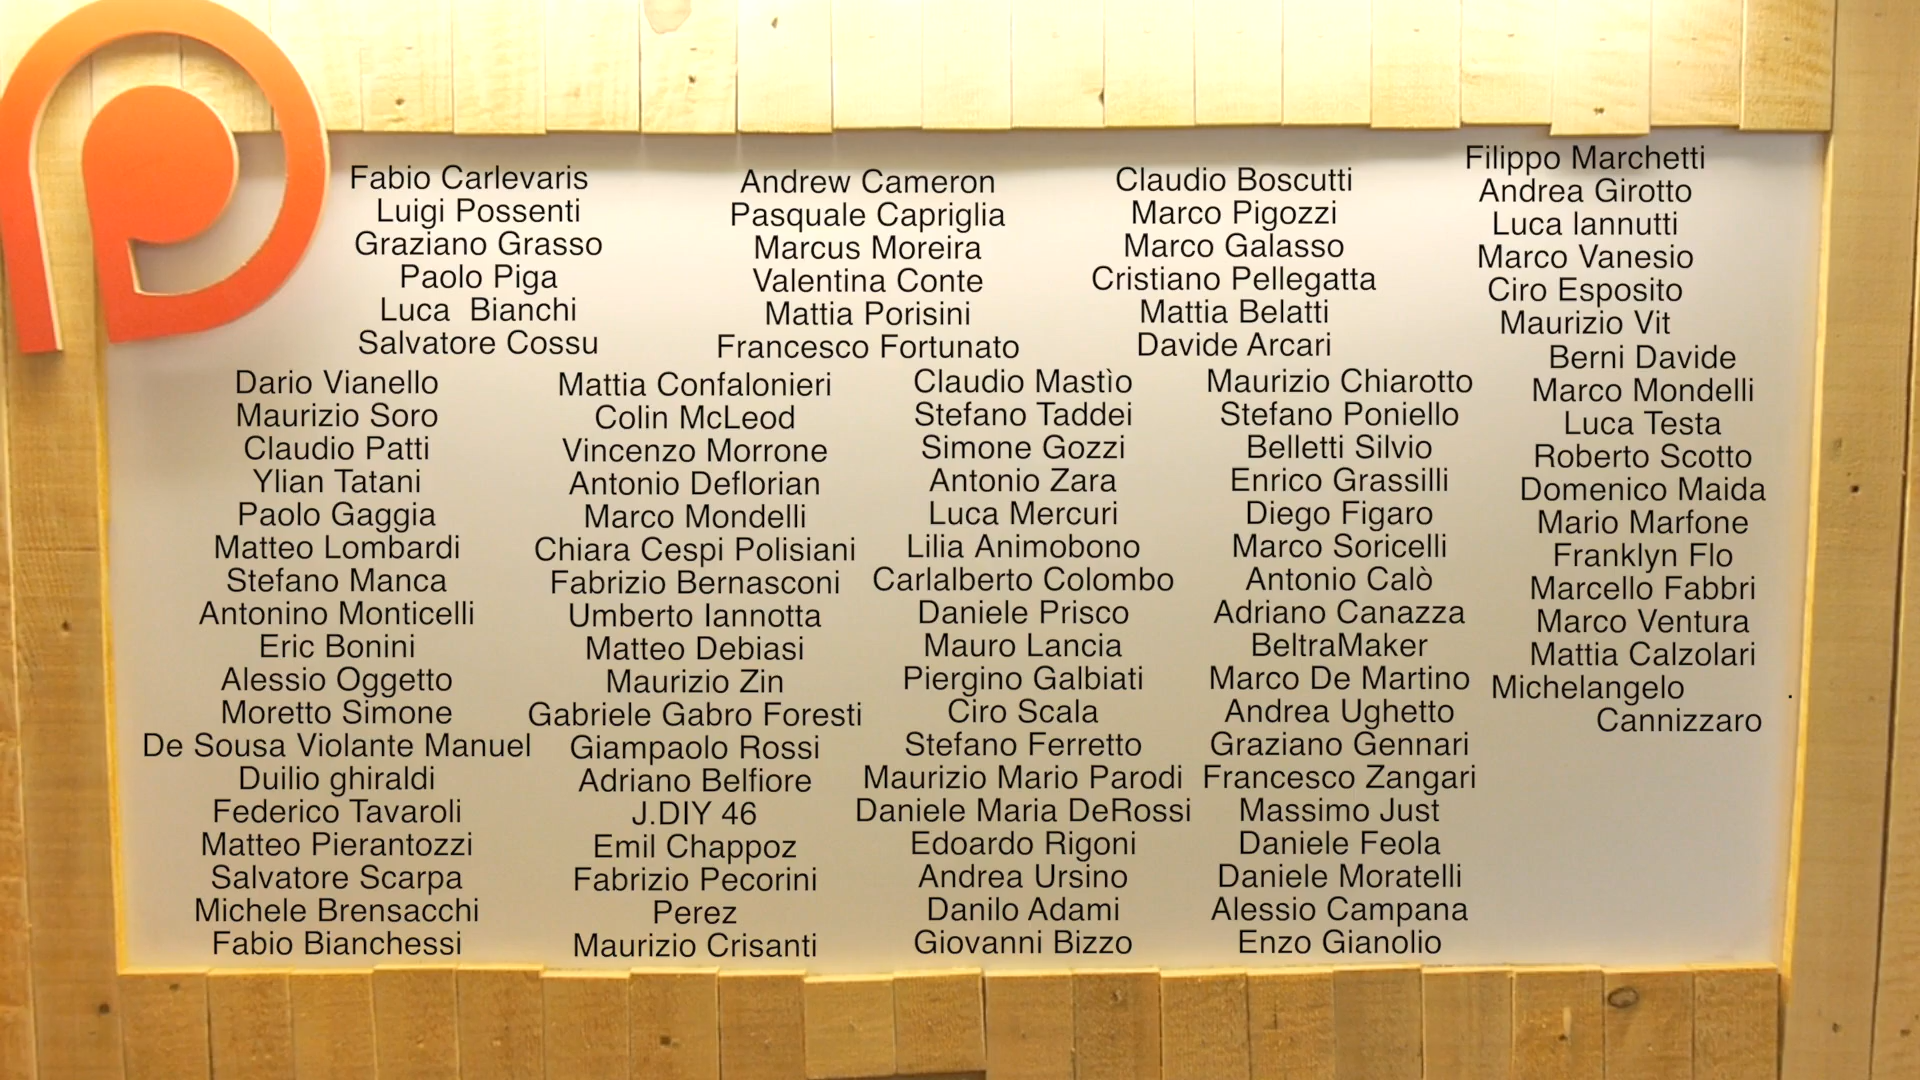 Fabio Carlevaris
Luigi Possenti
Graziano Grasso
Paolo Piga
Luca  Bianchi
Salvatore Cossu
Andrew Cameron
Pasquale Capriglia
Marcus Moreira
Valentina Conte
Mattia Porisini
Francesco Fortunato
Claudio Boscutti
Marco Pigozzi
Marco Galasso
Cristiano Pellegatta
Mattia Belatti
Davide Arcari
Filippo Marchetti
Andrea Girotto
Luca Iannutti
Marco Vanesio
Ciro Esposito
Maurizio Vit
Dario Vianello
Maurizio Soro
Claudio Patti
Ylian Tatani
Paolo Gaggia
Matteo Lombardi
Stefano Manca
Antonino Monticelli
Eric Bonini
Alessio Oggetto
Moretto Simone
De Sousa Violante Manuel
Duilio ghiraldi
Federico Tavaroli
Matteo Pierantozzi
Salvatore Scarpa
Michele Brensacchi
Fabio Bianchessi
Mattia Confalonieri
Colin McLeod
Vincenzo Morrone
Antonio Deflorian
Marco Mondelli
Chiara Cespi Polisiani
Fabrizio Bernasconi
Umberto Iannotta
Matteo Debiasi
Maurizio Zin
Gabriele Gabro Foresti
Giampaolo Rossi
Adriano Belfiore
J.DIY 46
Emil Chappoz
Fabrizio Pecorini
Perez
Maurizio Crisanti
Claudio Mastìo
Stefano Taddei
Simone Gozzi
Antonio Zara
Luca Mercuri
Lilia Animobono
Carlalberto Colombo
Daniele Prisco
Mauro Lancia
Piergino Galbiati
Ciro Scala
Stefano Ferretto
Maurizio Mario Parodi
Daniele Maria DeRossi
Edoardo Rigoni
Andrea Ursino
Danilo Adami
Giovanni Bizzo
Maurizio Chiarotto
Stefano Poniello
Belletti Silvio
Enrico Grassilli
Diego Figaro
Marco Soricelli
Antonio Calò
Adriano Canazza
BeltraMaker
Marco De Martino
Andrea Ughetto
Graziano Gennari
Francesco Zangari
Massimo Just
Daniele Feola
Daniele Moratelli
Alessio Campana
Enzo Gianolio
Berni Davide
Marco Mondelli
Luca Testa
Roberto Scotto
Domenico Maida
Mario Marfone
Franklyn Flo
Marcello Fabbri
Marco Ventura
Mattia Calzolari
Michelangelo .
Cannizzaro